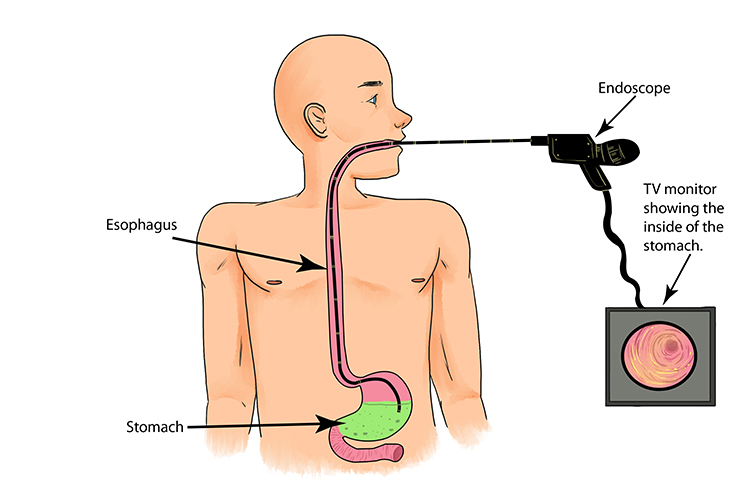 Endoscope
TV monitor
showing the
inside of the
stomach.
Esophagus
Stomach